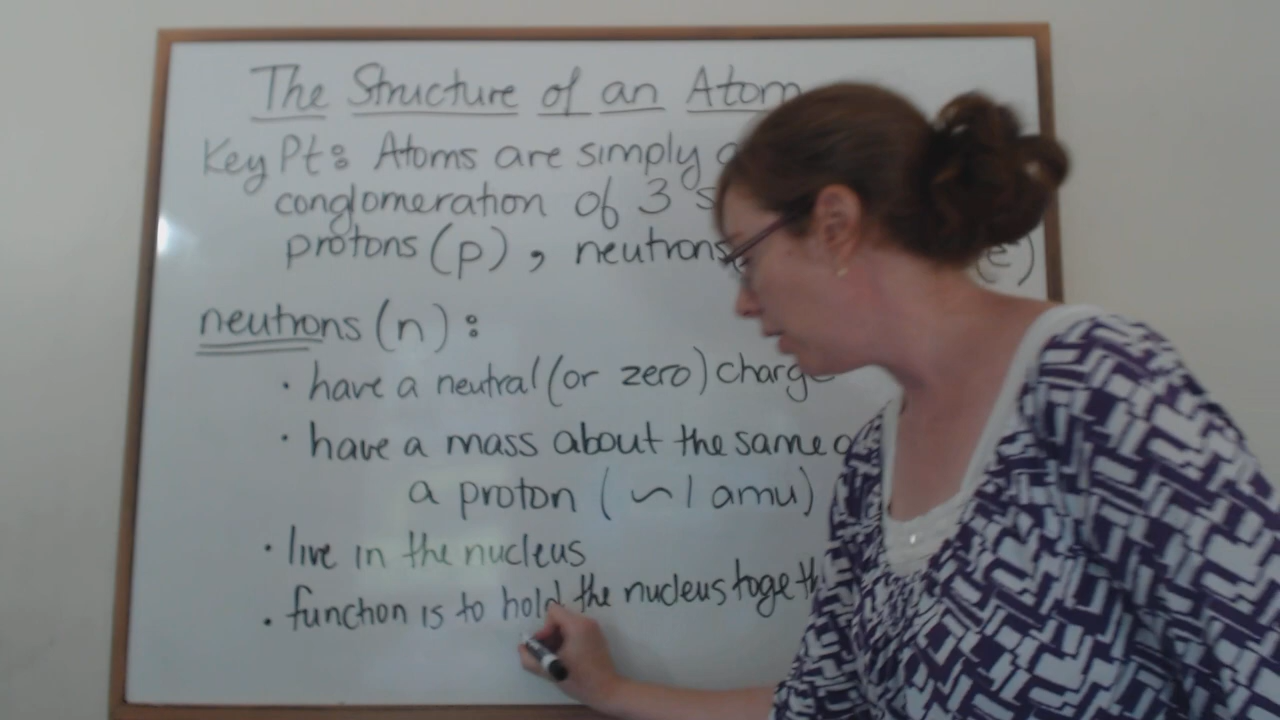 The Structure of an Atom
Key Pt: Atoms are simply
conglomeration of 3
protons (p), neutrons (e⁻)
neutrons (n):
· have a neutral (or zero) charge
· have a mass about the same
a proton (~1 amu)
· live in the nucleus
· function is to hold the nucleus